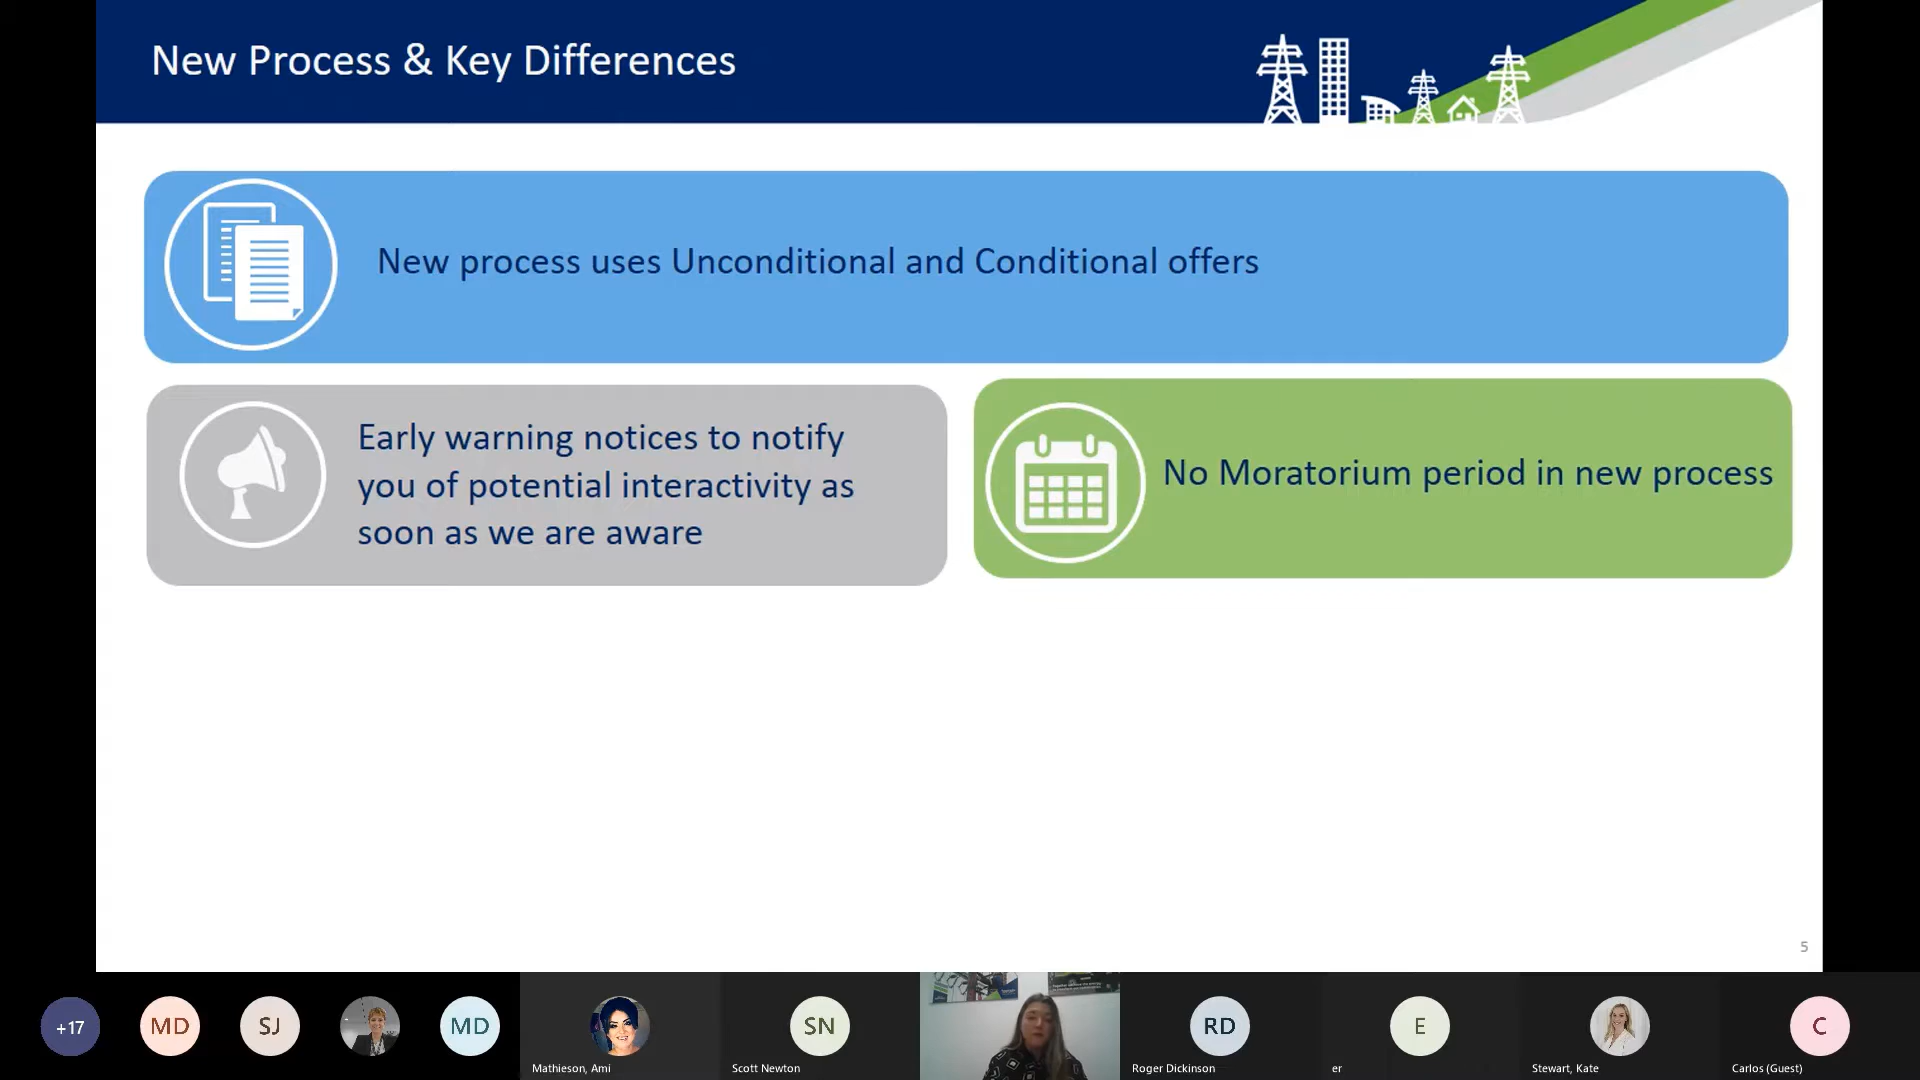 New Process & Key Differences
New process uses Unconditional and Conditional offers
Early warning notices to notify
you of potential interactivity as
soon as we are aware
No Moratorium period in new process
5
+17
MD
SJ
MD
Mathieson, Ami
SN
Scott Newton
RD
Roger Dickinson
E
er
Stewart, Kate
C
Carlos (Guest)